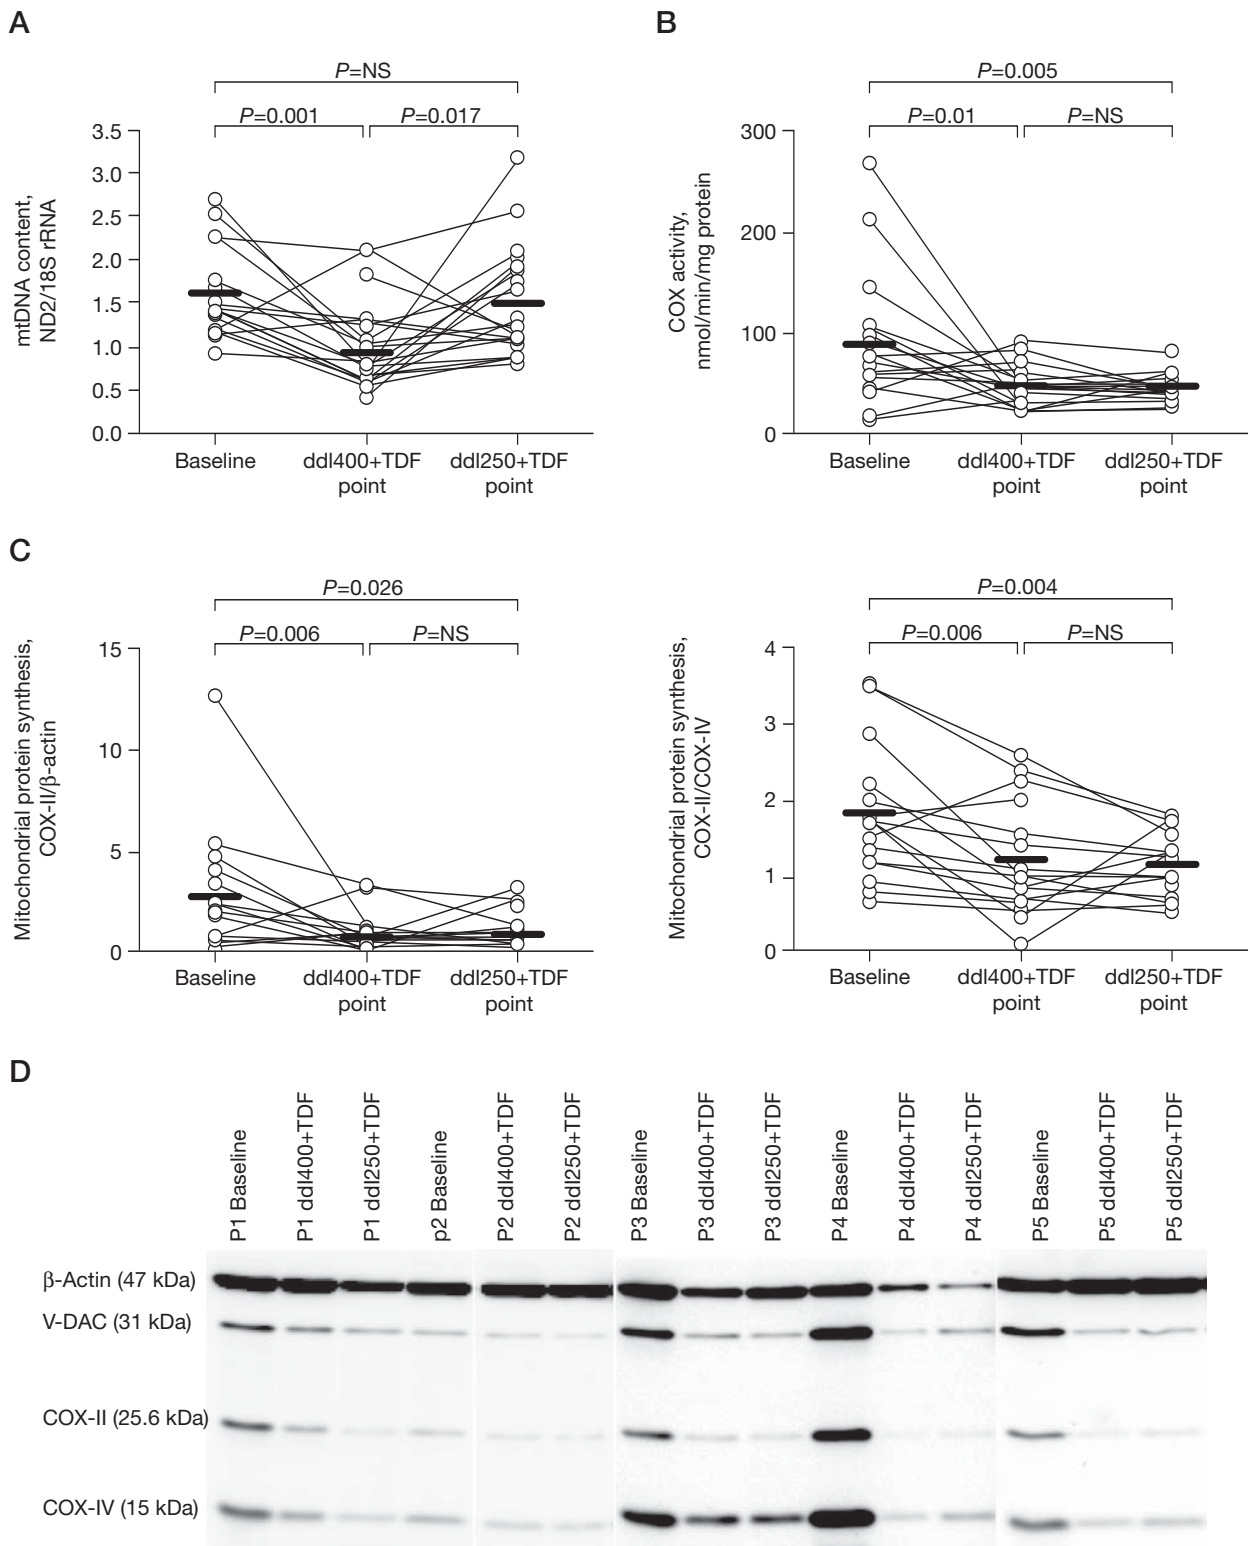 A
P=NS
P=0.001
P=0.017
mtDNA content,
ND2/18S rRNA
3.5
3.0
2.5
2.0
1.5
1.0
0.5
0.0
Baseline
ddI400+TDF
point
ddI250+TDF
point
B
P=0.005
P=0.01
P=NS
COX activity,
nmol/min/mg protein
300
200
100
0
Baseline
ddI400+TDF
point
ddI250+TDF
point
C
P=0.026
P=0.006
P=NS
Mitochondrial protein synthesis,
COX-II/β-actin
15
10
5
0
Baseline
ddI400+TDF
point
ddI250+TDF
point
P=0.004
P=0.006
P=NS
Mitochondrial protein synthesis,
COX-II/COX-IV
4
3
2
1
0
Baseline
ddI400+TDF
point
ddI250+TDF
point
D
P1 Baseline
P1 ddI400+TDF
P1 ddI250+TDF
p2 Baseline
P2 ddI400+TDF
P2 ddI250+TDF
P3 Baseline
P3 ddI400+TDF
P3 ddI250+TDF
P4 Baseline
P4 ddI400+TDF
P4 ddI250+TDF
P5 Baseline
P5 ddI400+TDF
P5 ddI250+TDF
β-Actin (47 kDa)
V-DAC (31 kDa)
COX-II (25.6 kDa)
COX-IV (15 kDa)